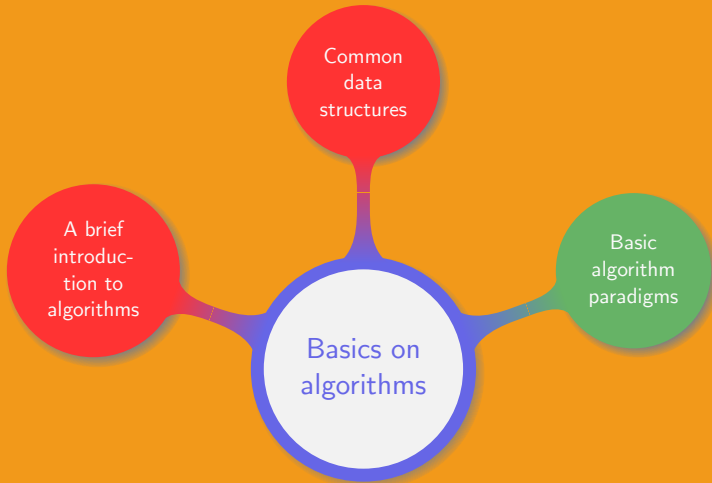 Common
data
structures
A brief
introduc-
tion to
algorithms
Basic
algorithm
paradigms
Basics on
algorithms